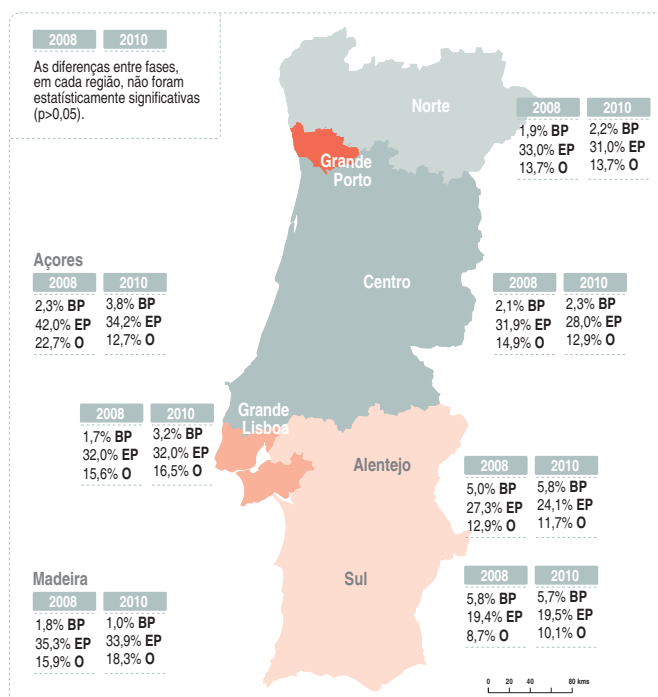 2008 2010
As diferenças entre fases,
em cada região, não foram
estatísticamente significativas
(p>0,05).
Norte
2008 2010
1,9% BP 2,2% BP
33,0% EP 31,0% EP
13,7% O 13,7% O
Grande
Porto
Açores
2008 2010
2,3% BP 3,8% BP
42,0% EP 34,2% EP
22,7% O 12,7% O
Centro
2008 2010
2,1% BP 2,3% BP
31,9% EP 28,0% EP
14,9% O 12,9% O
Grande
Lisboa
2008 2010
1,7% BP 3,2% BP
32,0% EP 32,0% EP
15,6% O 16,5% O
Alentejo
2008 2010
5,0% BP 5,8% BP
27,3% EP 24,1% EP
12,9% O 11,7% O
Sul
2008 2010
5,8% BP 5,7% BP
19,4% EP 19,5% EP
8,7% O 10,1% O
Madeira
2008 2010
1,8% BP 1,0% BP
35,3% EP 33,9% EP
15,9% O 18,3% O
0 20 40 80 kms